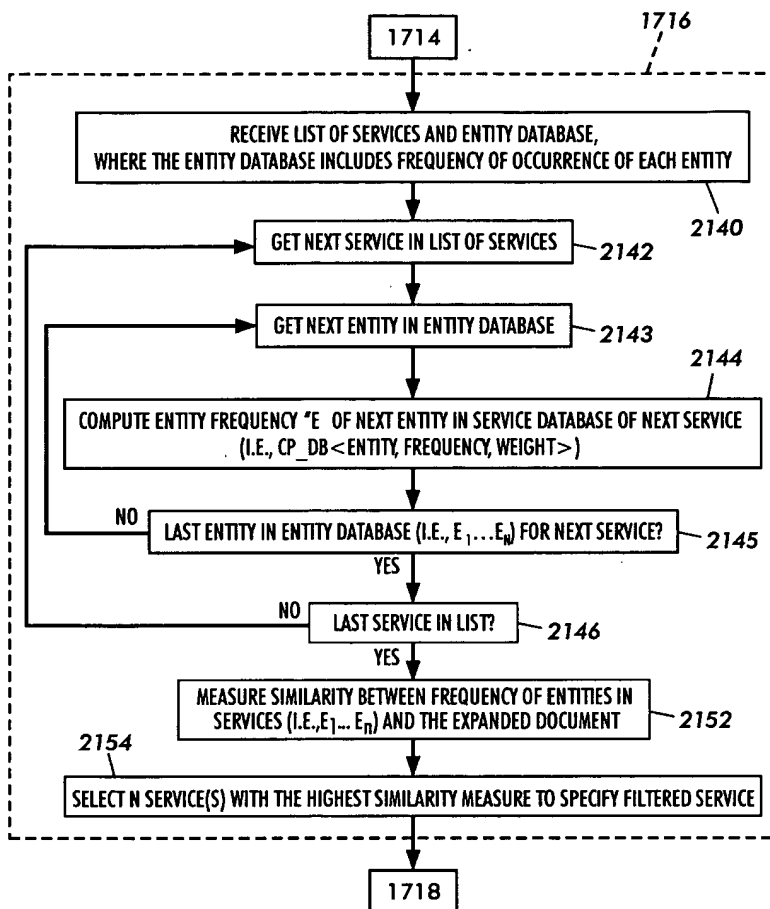 1714
1716
RECEIVE LIST OF SERVICES AND ENTITY DATABASE,
WHERE THE ENTITY DATABASE INCLUDES FREQUENCY OF OCCURRENCE OF EACH ENTITY
2140
GET NEXT SERVICE IN LIST OF SERVICES
2142
GET NEXT ENTITY IN ENTITY DATABASE
2143
2144
COMPUTE ENTITY FREQUENCY "E OF NEXT ENTITY IN SERVICE DATABASE OF NEXT SERVICE
(I.E., CP_DB<ENTITY, FREQUENCY, WEIGHT>)
NO
LAST ENTITY IN ENTITY DATABASE (I.E., E1...EN) FOR NEXT SERVICE?
2145
YES
NO
LAST SERVICE IN LIST?
2146
YES
MEASURE SIMILARITY BETWEEN FREQUENCY OF ENTITIES IN
SERVICES (I.E.,E1... En) AND THE EXPANDED DOCUMENT
2152
2154
SELECT N SERVICE(S) WITH THE HIGHEST SIMILARITY MEASURE TO SPECIFY FILTERED SERVICE
1718